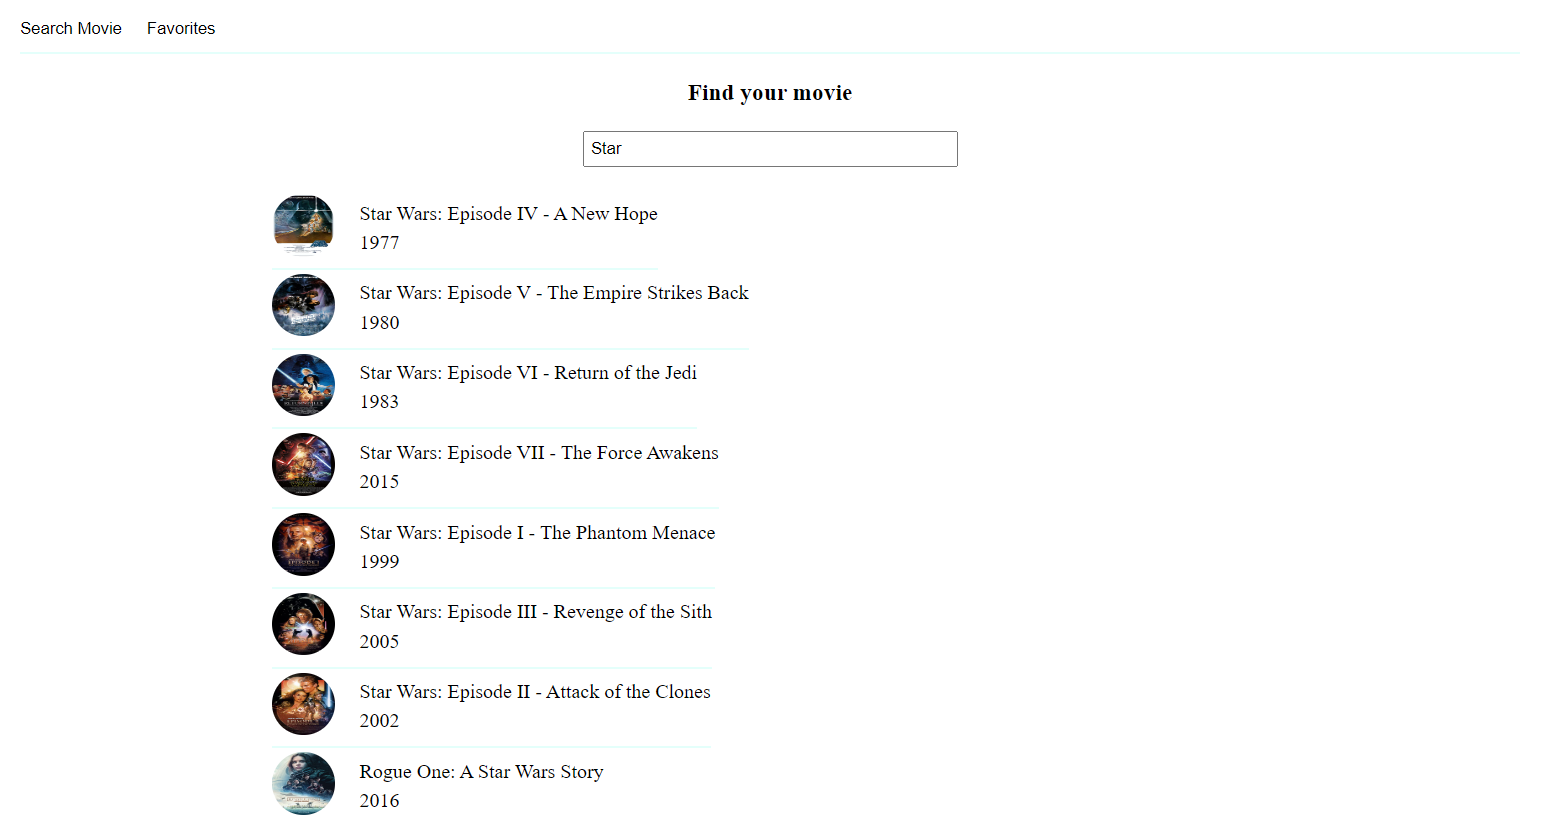 Search Movie Favorites
Find your movie
Star
Star Wars: Episode IV - A New Hope
1977
Star Wars: Episode V - The Empire Strikes Back
1980
Star Wars: Episode VI - Return of the Jedi
1983
Star Wars: Episode VII - The Force Awakens
2015
Star Wars: Episode I - The Phantom Menace
1999
Star Wars: Episode III - Revenge of the Sith
2005
Star Wars: Episode II - Attack of the Clones
2002
Rogue One: A Star Wars Story
2016